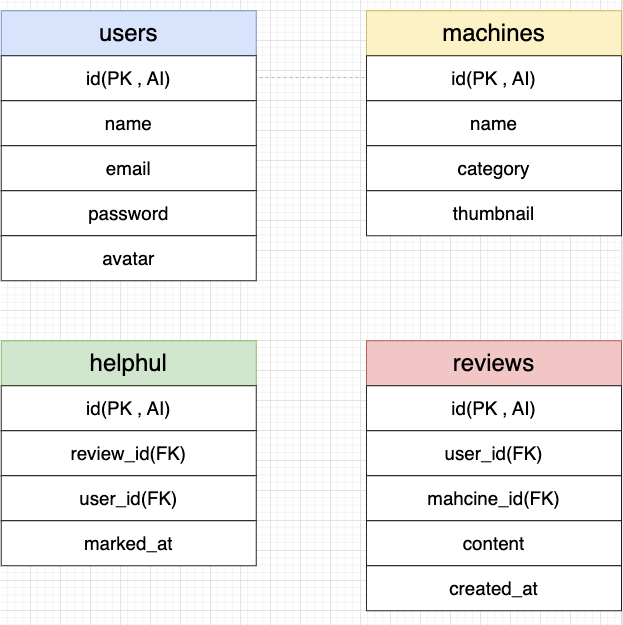 users
id(PK , AI)
name
email
password
avatar
machines
id(PK , AI)
name
category
thumbnail
helphul
id(PK , AI)
review_id(FK)
user_id(FK)
marked_at
reviews
id(PK , AI)
user_id(FK)
mahcine_id(FK)
content
created_at